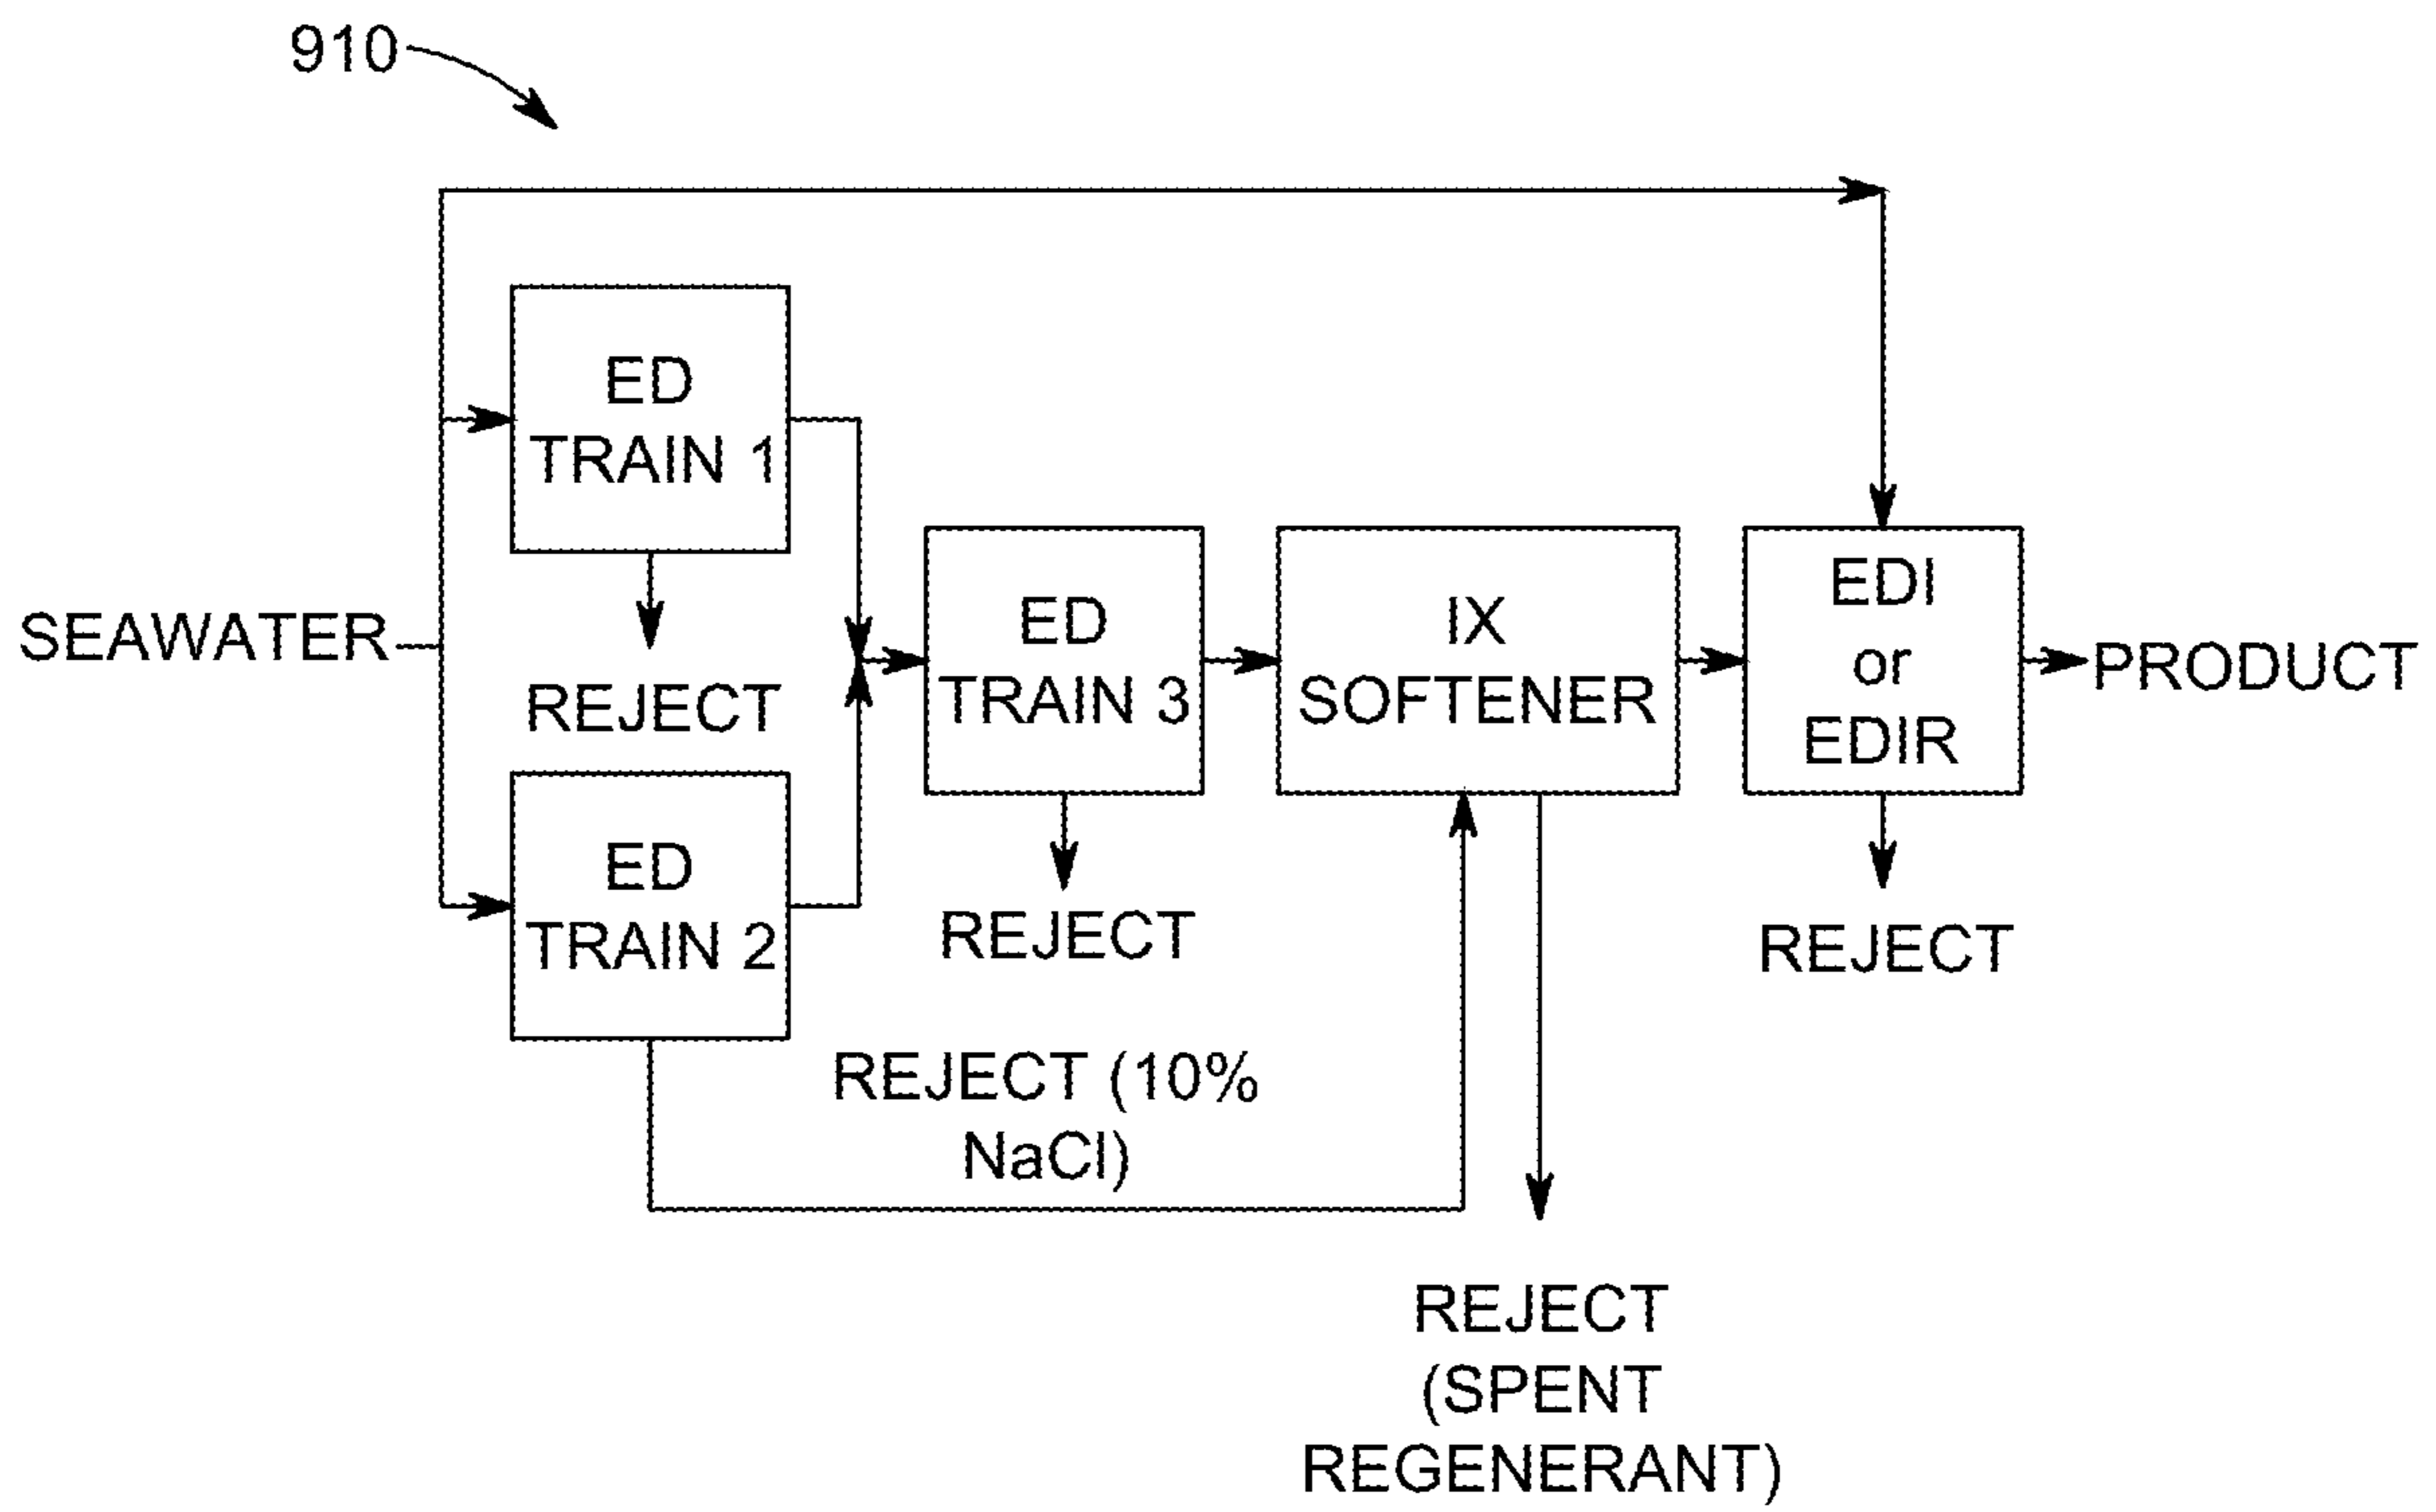 910
ED
TRAIN 1
REJECT
SEAWATER
ED
TRAIN 2
ED
TRAIN 3
REJECT
IX
SOFTENER
EDI
or
EDIR
PRODUCT
REJECT
REJECT (10%
NaCl)
REJECT
(SPENT
REGENERANT)